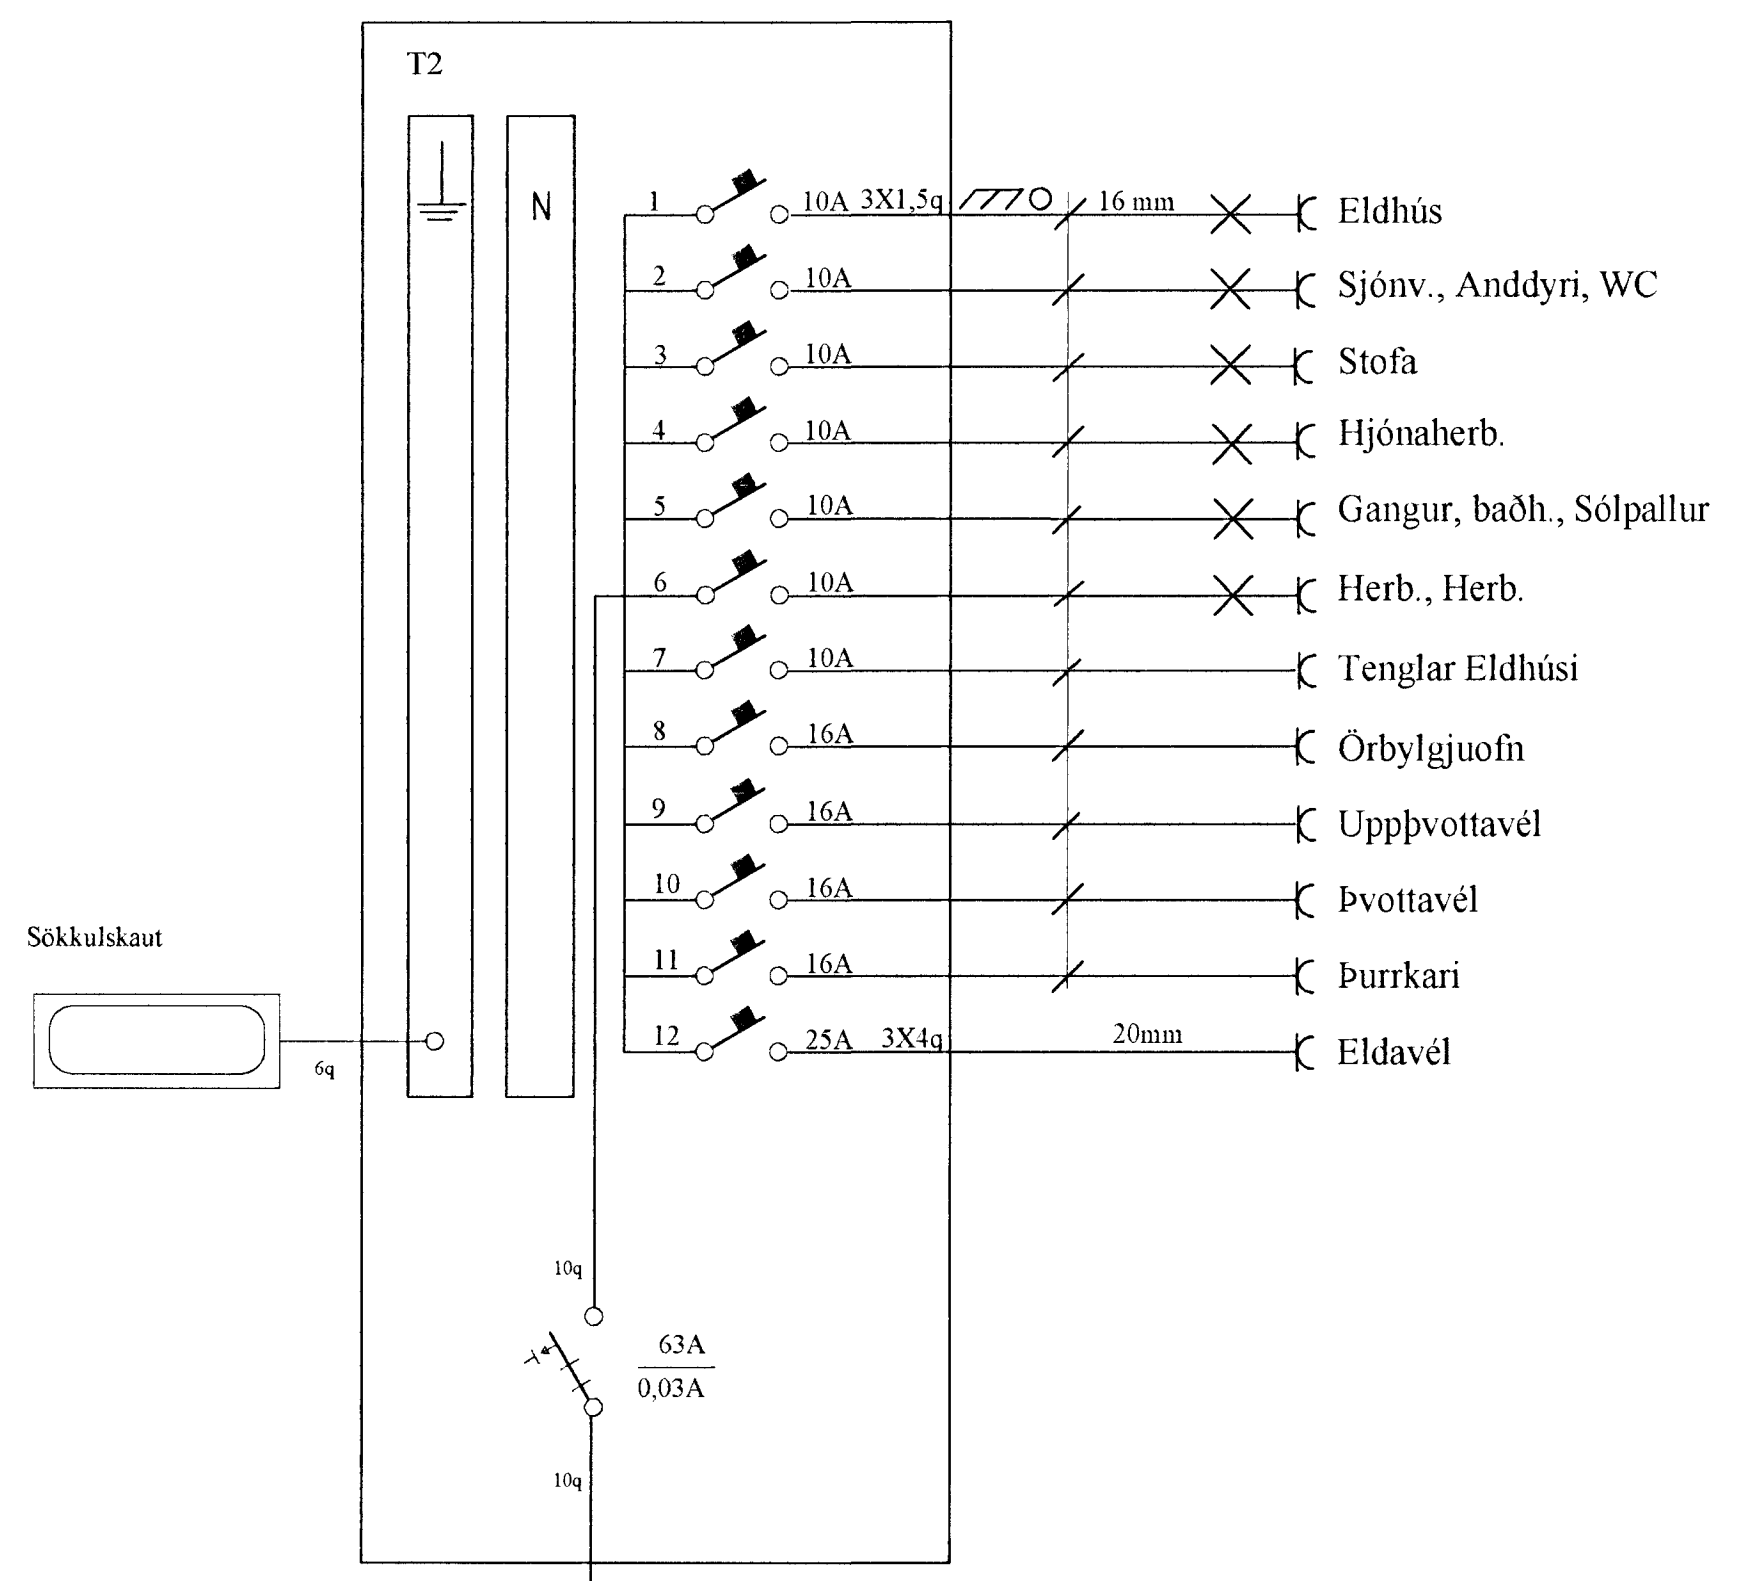 T2
N
1 10A 3X1,5q 16 mm Eldhús
2 10A Sjónv., Anddyri, WC
3 10A Stofa
4 10A Hjónaherb.
5 10A Gangur, baðh., Sólpallur
6 10A Herb., Herb.
7 10A Tenglar Eldhúsi
8 16A Örbylgjuofn
9 16A Uppþvottavél
10 16A Þvottavél
11 16A Þurrkari
12 25A 3X4q 20mm Eldavél
Sökkulskaut
6q
10q
63A
0,03A
10q